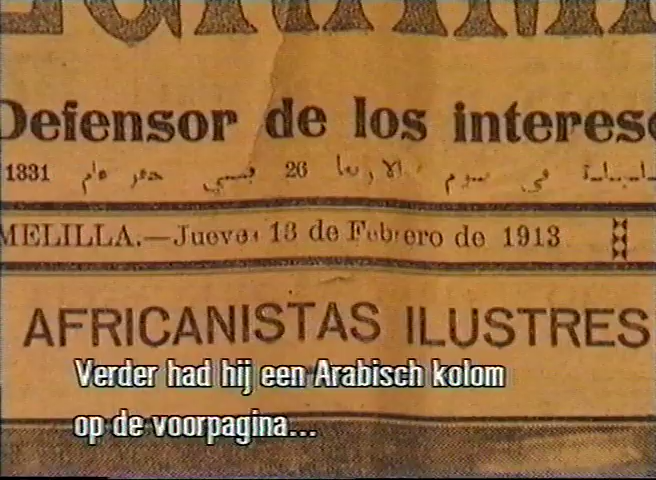 Defensor de los interese
1331 26
MELILLA.—Jueves 13 de Febrero de 1913
AFRICANISTAS ILUSTRES
Verder had hij een Arabisch kolom
op de voorpagina...